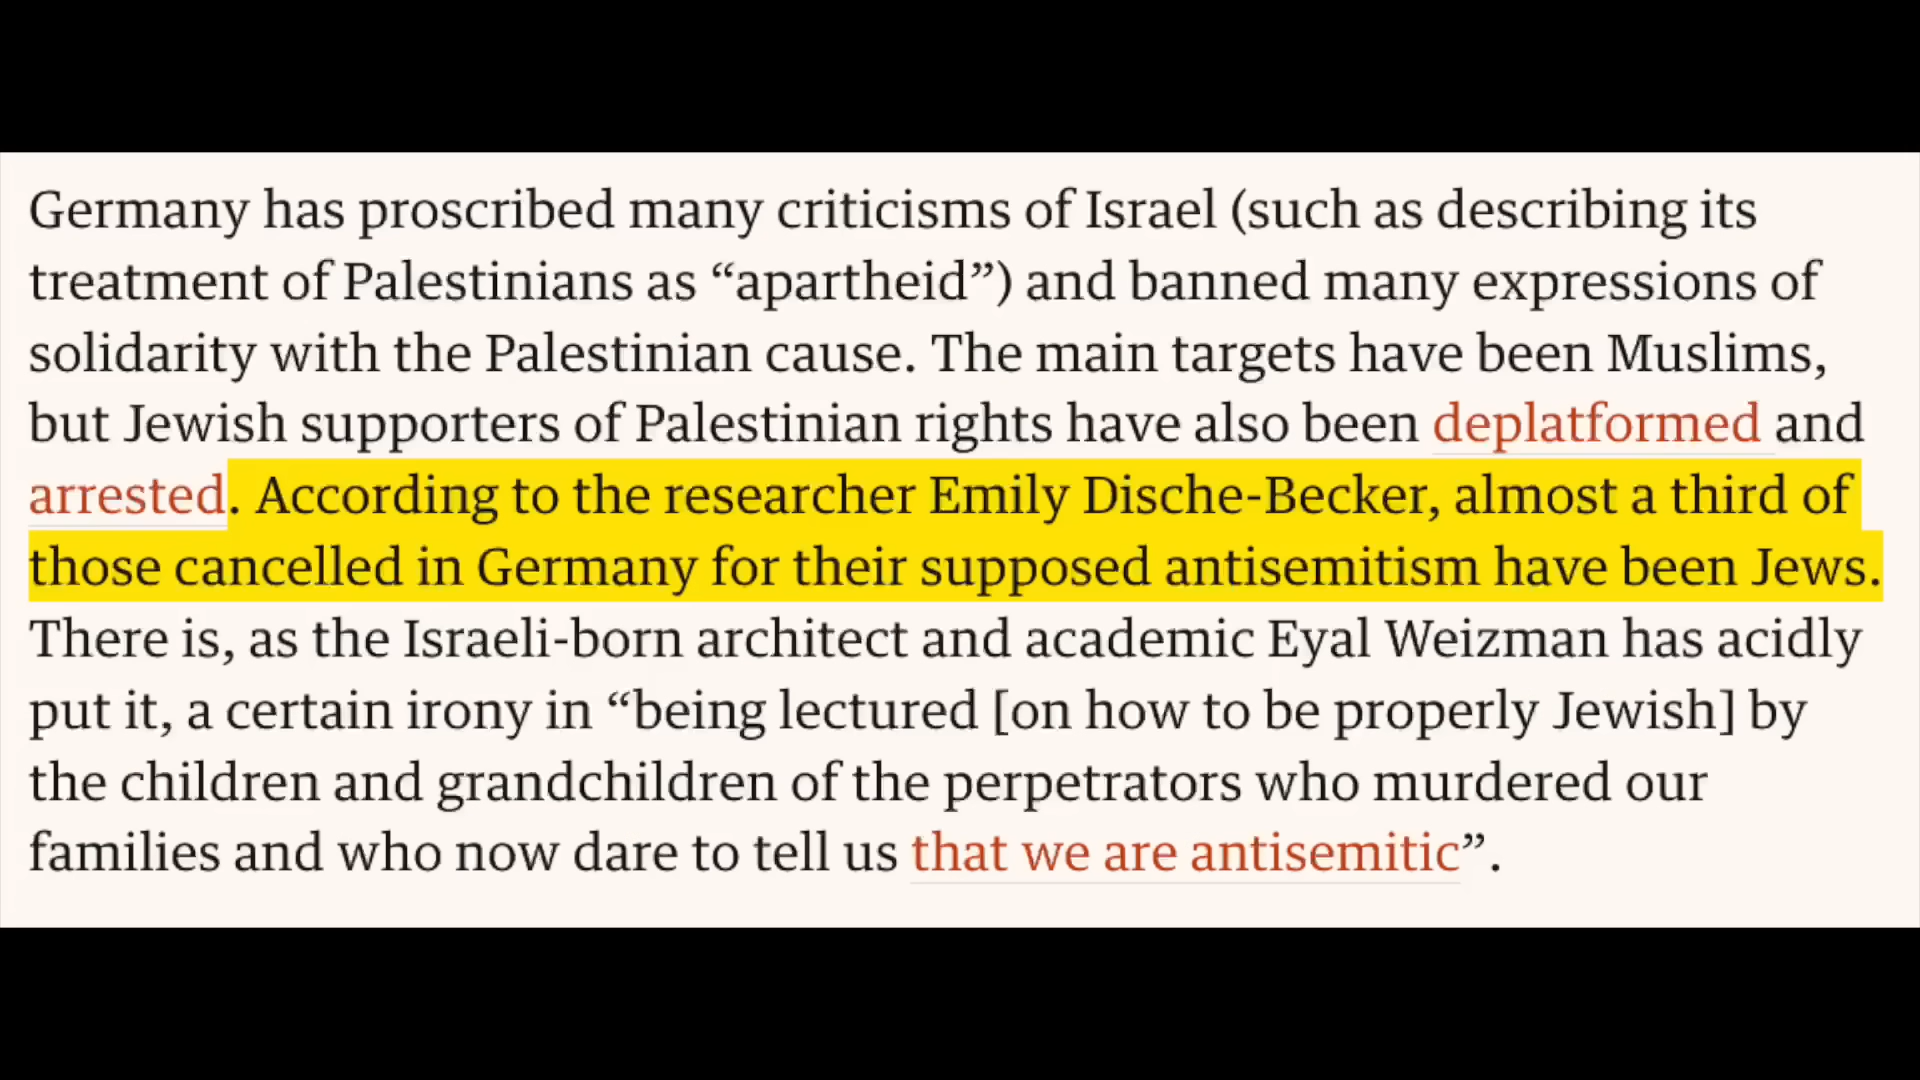 Germany has proscribed many criticisms of Israel (such as describing its
treatment of Palestinians as “apartheid”) and banned many expressions of
solidarity with the Palestinian cause. The main targets have been Muslims,
but Jewish supporters of Palestinian rights have also been deplatformed and
arrested. According to the researcher Emily Dische-Becker, almost a third of
those cancelled in Germany for their supposed antisemitism have been Jews.
There is, as the Israeli-born architect and academic Eyal Weizman has acidly
put it, a certain irony in “being lectured [on how to be properly Jewish] by
the children and grandchildren of the perpetrators who murdered our
families and who now dare to tell us that we are antisemitic”.